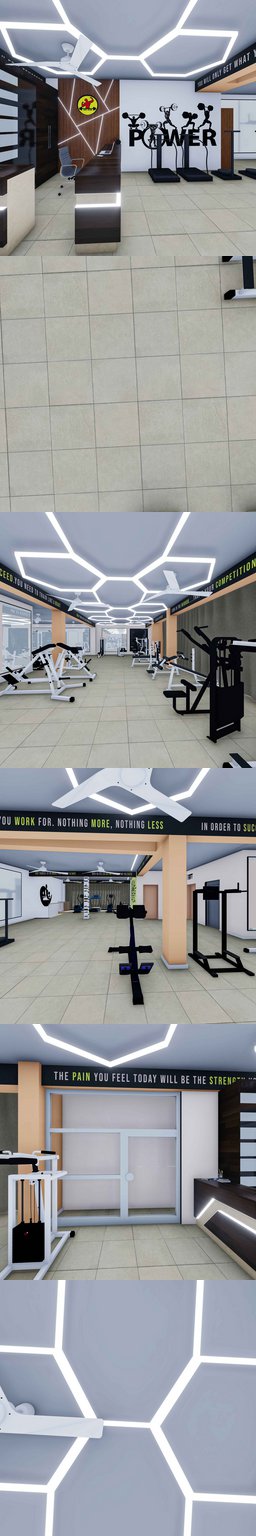 YOU WILL ONLY GET WHAT Y
POWER
CEED, YOU NEED TO
COMPETITION
YOU WORK FOR. NOTHING MORE, NOTHING LESS
IN ORDER TO SUC
THE PAIN YOU FEEL TODAY WILL BE THE STRENGTH